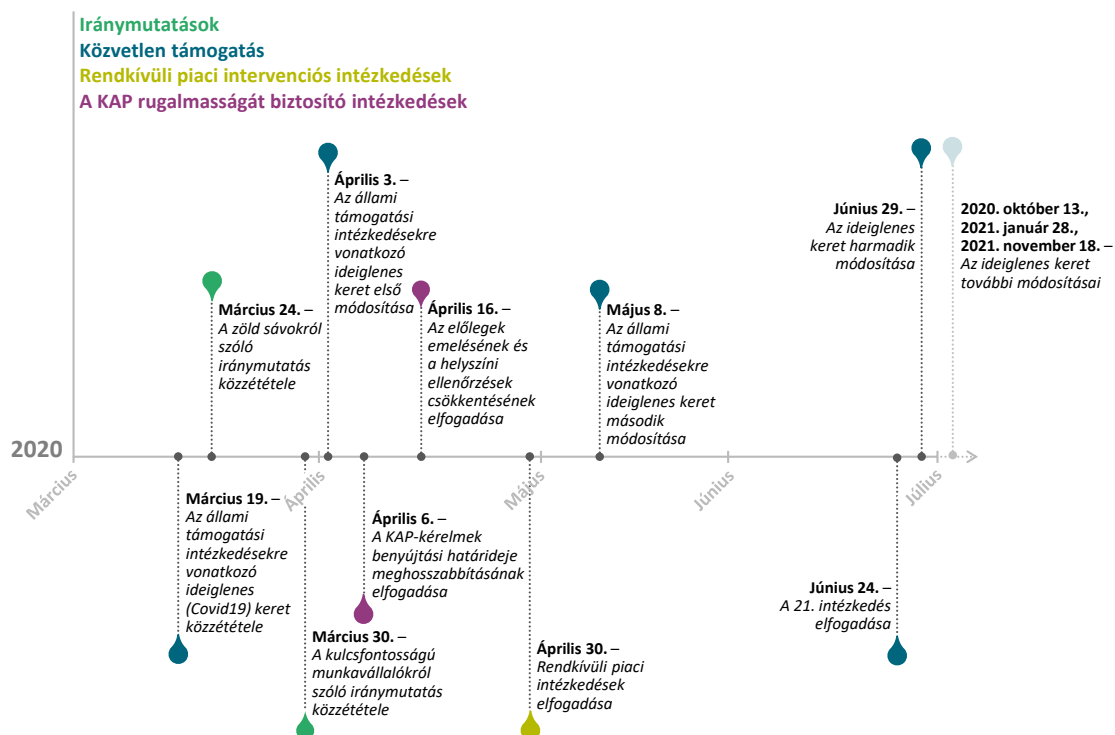 Iránymutatások
Közvetlen támogatás
Rendkívüli piaci intervenciós intézkedések
A KAP rugalmasságát biztosító intézkedések
Április 3. –
Az állami
támogatási
intézkedésekre
vonatkozó
ideiglenes
keret első
módosítása
Június 29. –
Az ideiglenes
keret harmadik
módosítása
2020. október 13.,
2021. január 28.,
2021. november 18. –
Az ideiglenes keret
további módosításai
Március 24. –
A zöld sávokról
szóló
iránymutatás
közzététele
Április 16. –
Az előlegek
emelésének és
a helyszíni
ellenőrzések
csökkentésének
elfogadása
Május 8. –
Az állami
támogatási
intézkedésekre
vonatkozó
ideiglenes keret
második
módosítása
2020
Március
Április
Május
Június
Július
Március 19. –
Az állami
támogatási
intézkedésekre
vonatkozó
ideiglenes
(Covid19) keret
közzététele
Április 6. –
A KAP-kérelmek
benyújtási határideje
meghosszabbításának
elfogadása
Június 24. –
A 21. intézkedés
elfogadása
Március 30. –
A kulcsfontosságú
munkavállalókról
szóló iránymutatás
közzététele
Április 30. –
Rendkívüli piaci
intézkedések
elfogadása